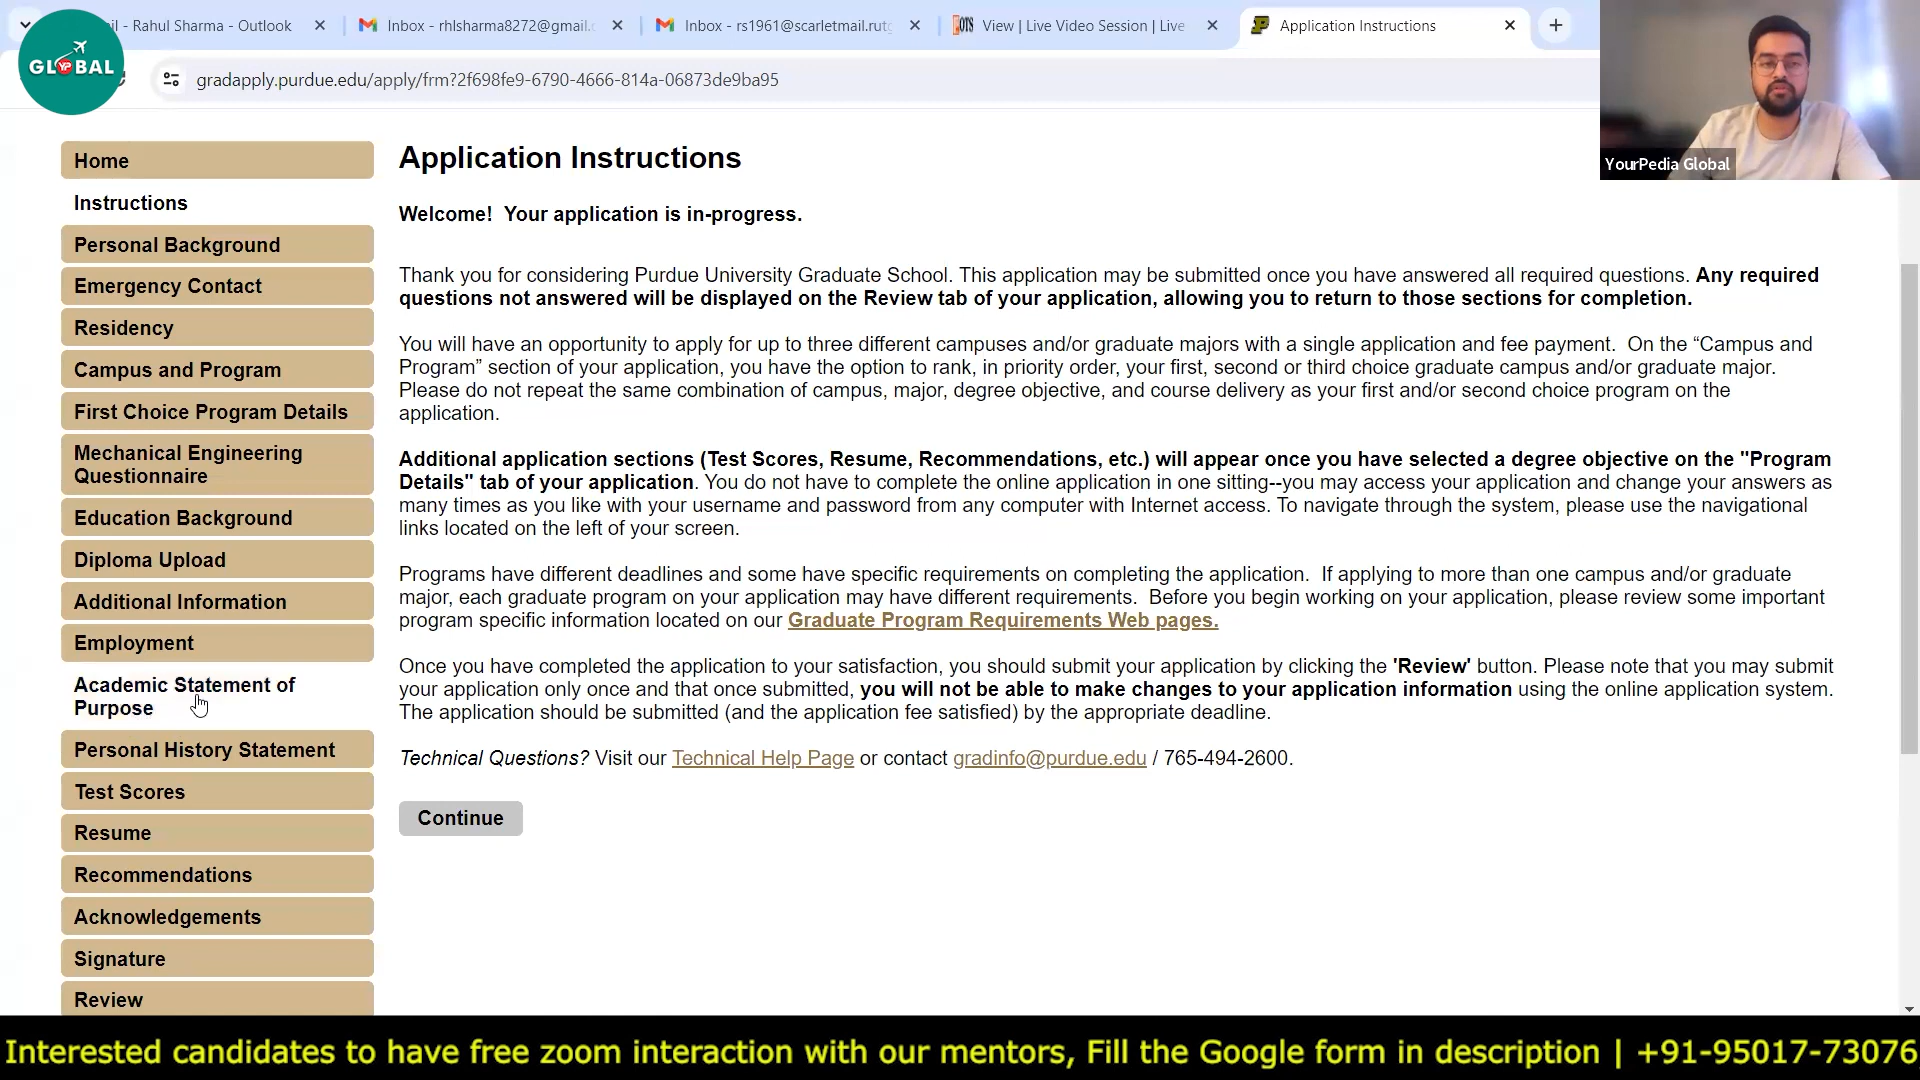 il - Rahul Sharma - Outlook
Inbox - rhlsharma8272@gmail.c
Inbox - rs1961@scarletmail.rutg
OTS View | Live Video Session | Live
Application Instructions
GLOBAL
YP
gradapply.purdue.edu/apply/frm?2f698fe9-6790-4666-814a-06873de9ba95
YourPedia Global
Home
Instructions
Personal Background
Emergency Contact
Residency
Campus and Program
First Choice Program Details
Mechanical Engineering
Questionnaire
Education Background
Diploma Upload
Additional Information
Employment
Academic Statement of
Purpose
Personal History Statement
Test Scores
Resume
Recommendations
Acknowledgements
Signature
Review
Application Instructions
Welcome! Your application is in-progress.
Thank you for considering Purdue University Graduate School. This application may be submitted once you have answered all required questions. Any required
questions not answered will be displayed on the Review tab of your application, allowing you to return to those sections for completion.
You will have an opportunity to apply for up to three different campuses and/or graduate majors with a single application and fee payment. On the “Campus and
Program” section of your application, you have the option to rank, in priority order, your first, second or third choice graduate campus and/or graduate major.
Please do not repeat the same combination of campus, major, degree objective, and course delivery as your first and/or second choice program on the
application.
Additional application sections (Test Scores, Resume, Recommendations, etc.) will appear once you have selected a degree objective on the "Program
Details" tab of your application. You do not have to complete the online application in one sitting--you may access your application and change your answers as
many times as you like with your username and password from any computer with Internet access. To navigate through the system, please use the navigational
links located on the left of your screen.
Programs have different deadlines and some have specific requirements on completing the application. If applying to more than one campus and/or graduate
major, each graduate program on your application may have different requirements. Before you begin working on your application, please review some important
program specific information located on our Graduate Program Requirements Web pages.
Once you have completed the application to your satisfaction, you should submit your application by clicking the 'Review' button. Please note that you may submit
your application only once and that once submitted, you will not be able to make changes to your application information using the online application system.
The application should be submitted (and the application fee satisfied) by the appropriate deadline.
Technical Questions? Visit our Technical Help Page or contact gradinfo@purdue.edu / 765-494-2600.
Continue
Interested candidates to have free zoom interaction with our mentors, Fill the Google form in description | +91-95017-73076